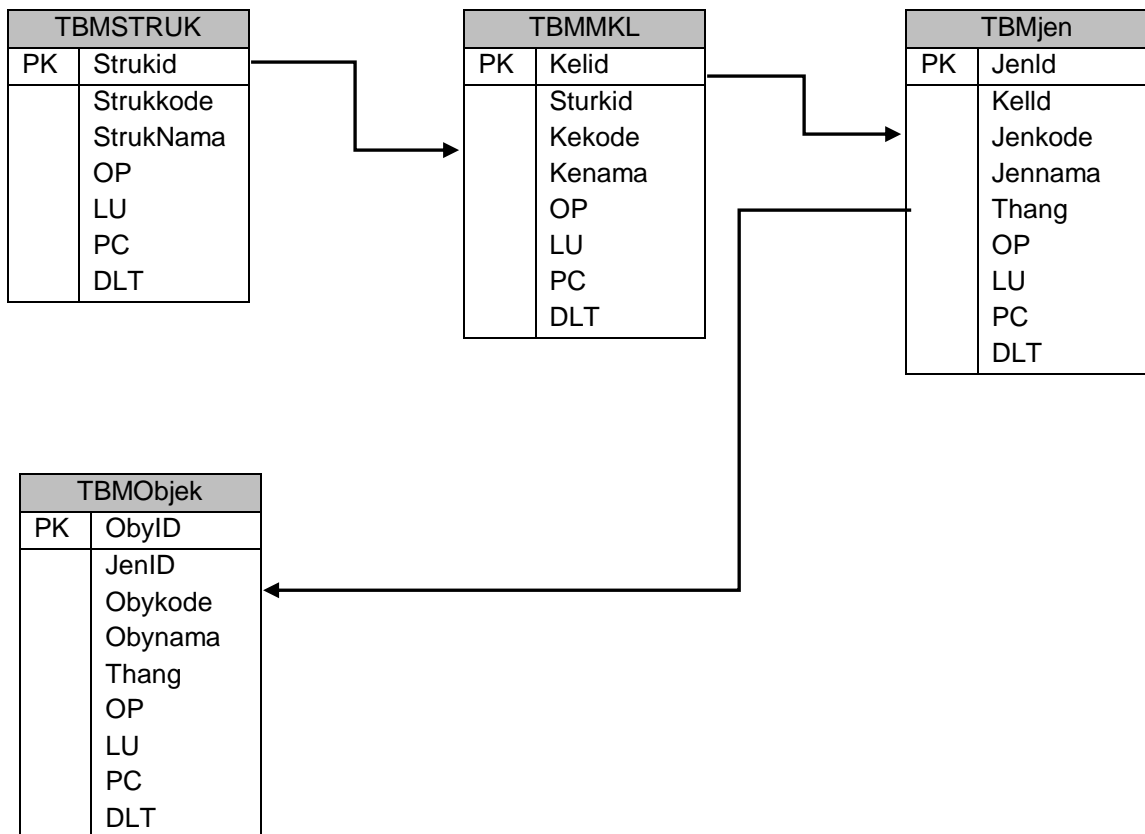 TBMSTRUK
PK Strukid
Strukkode
StrukNama
OP
LU
PC
DLT
TBMMKL
PK Kelid
Sturkid
Kekode
Kenama
OP
LU
PC
DLT
TBMjen
PK JenId
KelId
Jenkode
Jennama
Thang
OP
LU
PC
DLT
TBMObjek
PK ObyID
JenID
Obykode
Obynama
Thang
OP
LU
PC
DLT